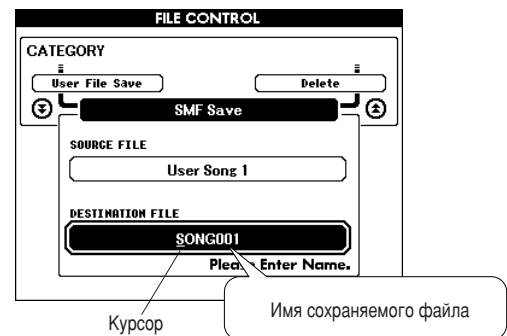 FILE CONTROL
CATEGORY
User File Save
Delete
SMF Save
SOURCE FILE
User Song 1
DESTINATION FILE
SONG001
Please Enter Name.
Курсор
Имя сохраняемого файла